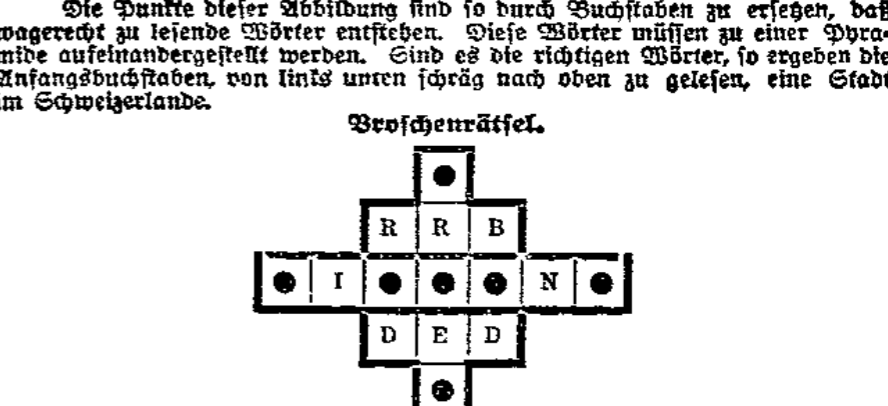 Die Punkte dieser Abbildung sind so durch Buchstaben zu ersetzen, daß
wagerecht zu lesende Wörter entstehen. Diese Wörter müssen zu einer Pyra-
mide aufeinandergestellt werden. Sind es die richtigen Wörter, so ergeben die
Anfangsbuchstaben, von links unten schräg nach oben zu gelesen, eine Stadt
im Schweizerlande.
Broschenrätsel.
R R B
I N
D E D